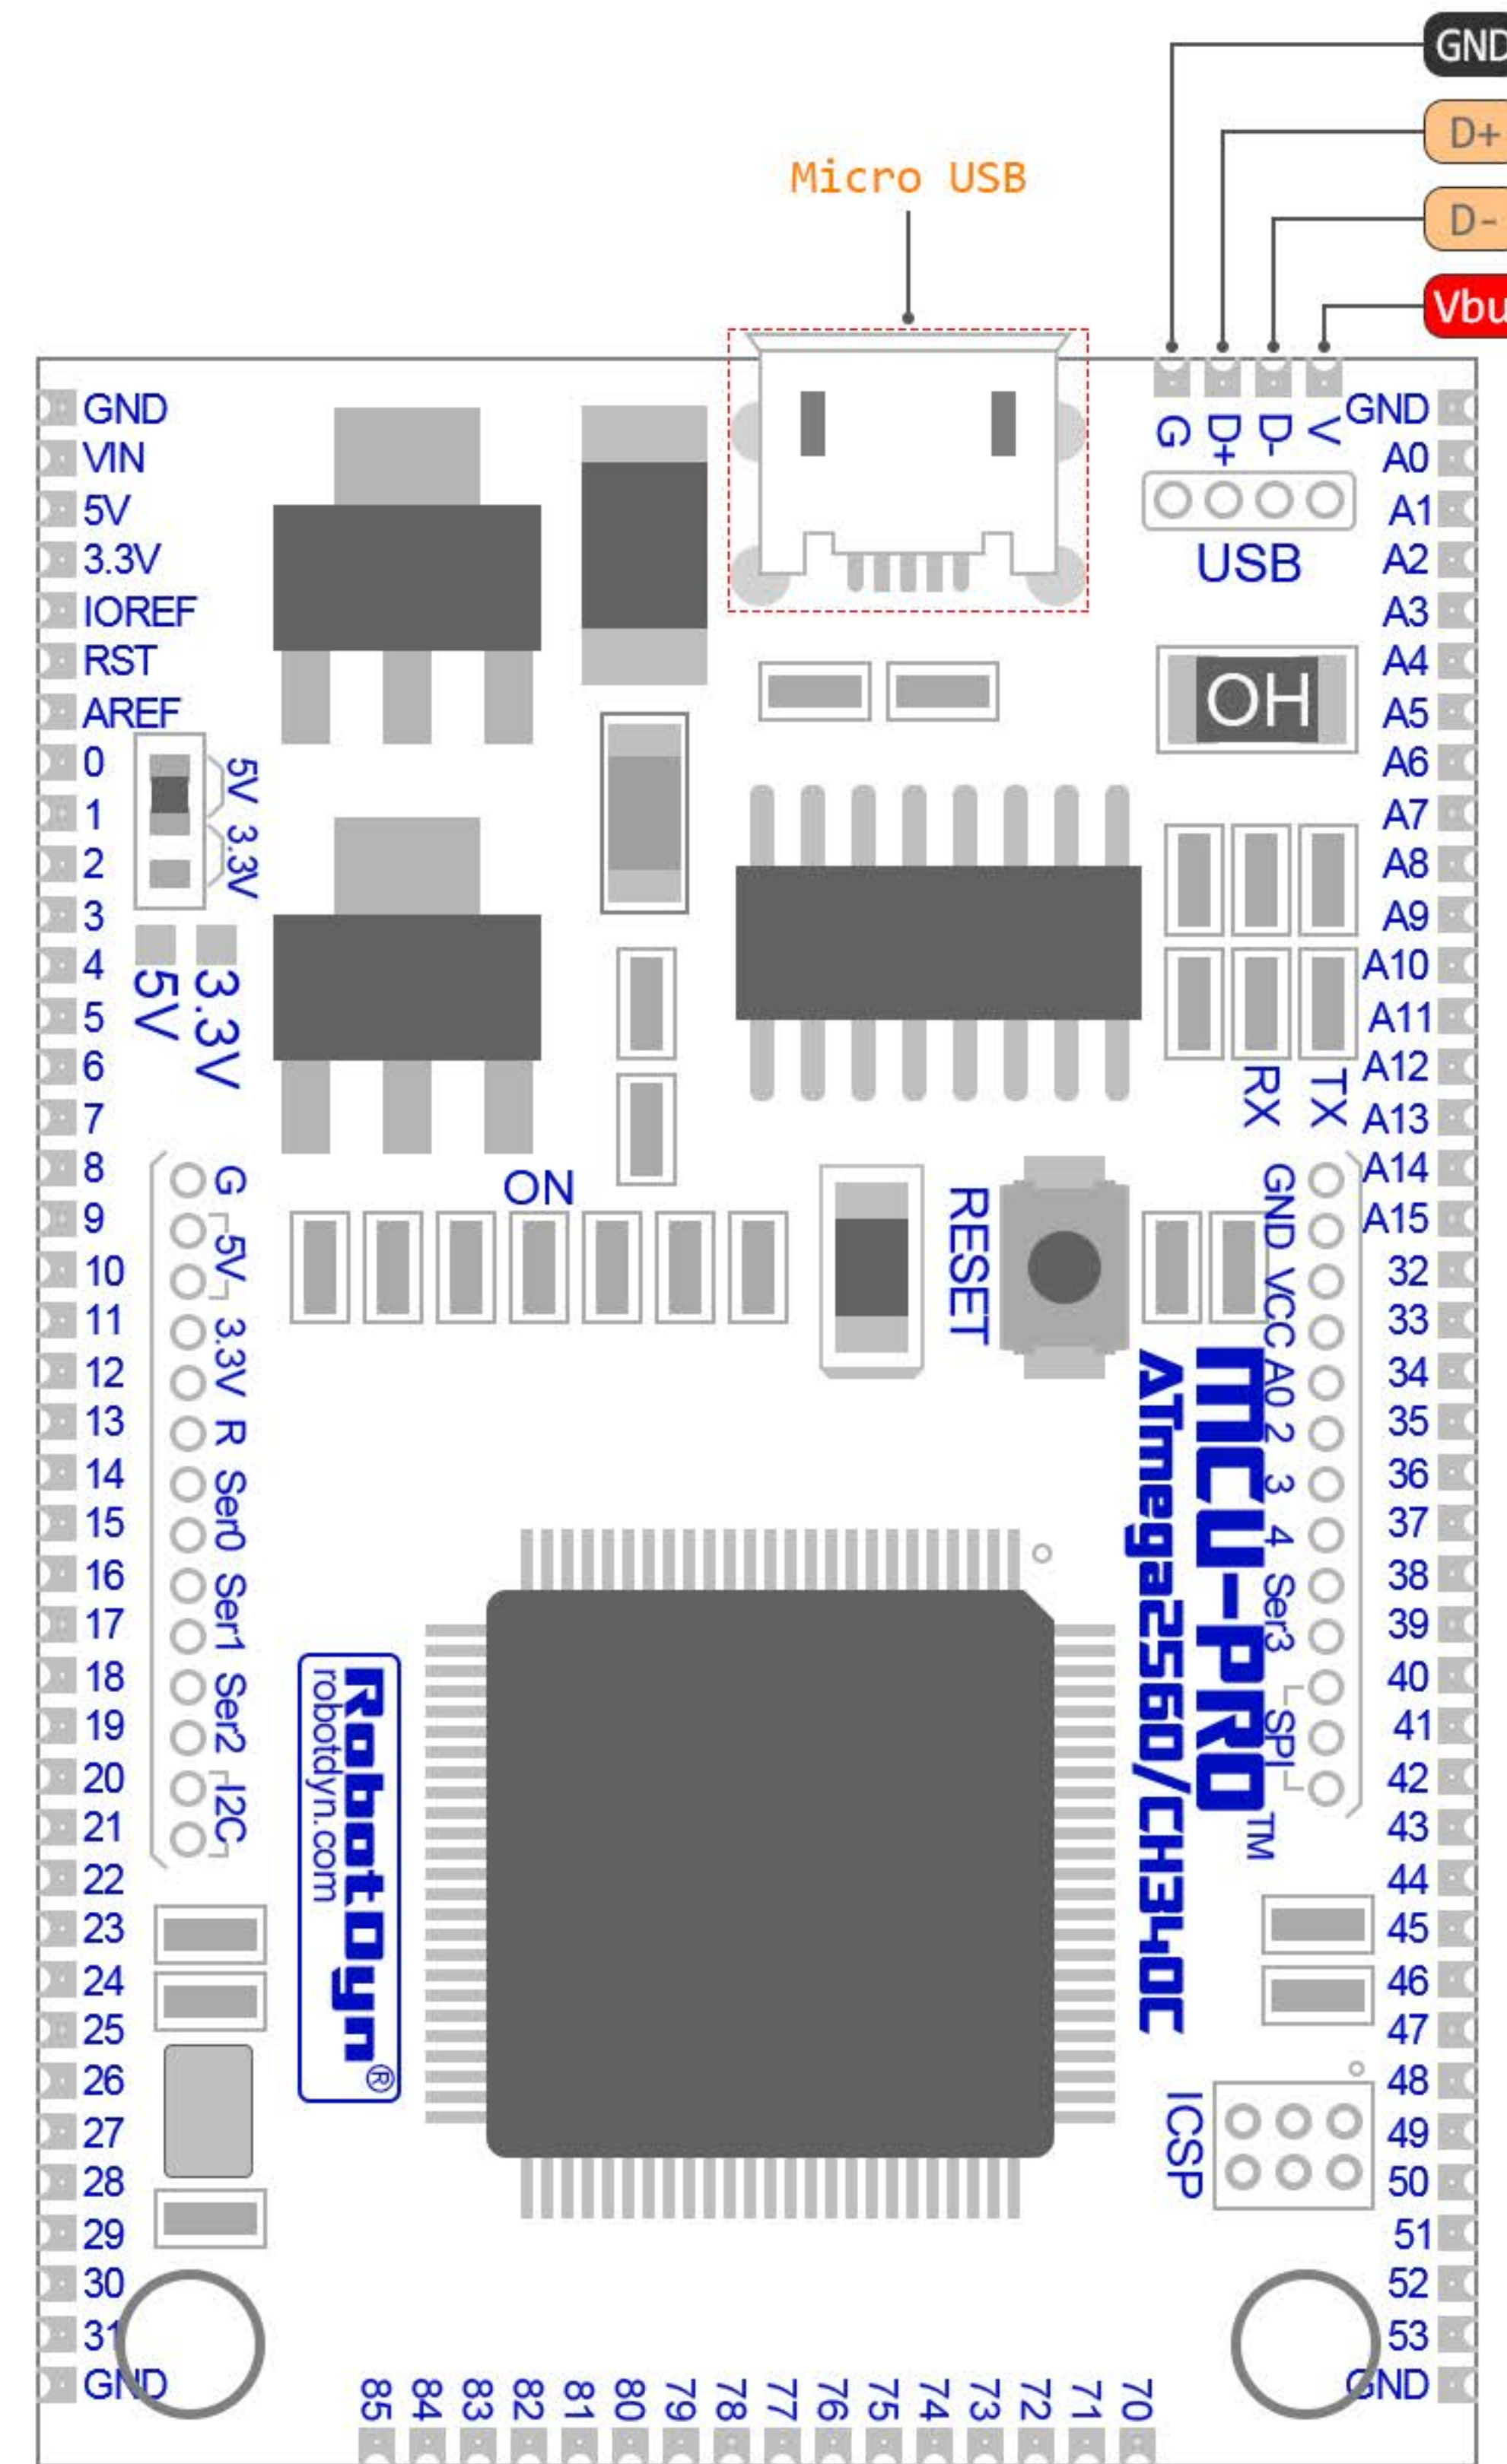 GND
D+
D-
Vbu
Micro USB
GND
VIN
5V
3.3V
IOREF
RST
AREF
0
1
2
3
4
5
6
7
8
9
10
11
12
13
14
15
16
17
18
19
20
21
22
23
24
25
26
27
28
29
30
31
GND
5V
3.3V
5V
3.3V
G
5V
3.3V
R
Ser0
Ser1
Ser2
I2C
ON
RobotDyn®
robotdyn.com
RESET
G
D+
D-
V
USB
OH
RX
TX
GND
VCC
A0
2
3
4
Ser3
SPI
MCU-PRO™
ATmega2560/CH340C
ICSP
GND
A0
A1
A2
A3
A4
A5
A6
A7
A8
A9
A10
A11
A12
A13
A14
A15
32
33
34
35
36
37
38
39
40
41
42
43
44
45
46
47
48
49
50
51
52
53
GND
85
84
83
82
81
80
79
78
77
76
75
74
73
72
71
70